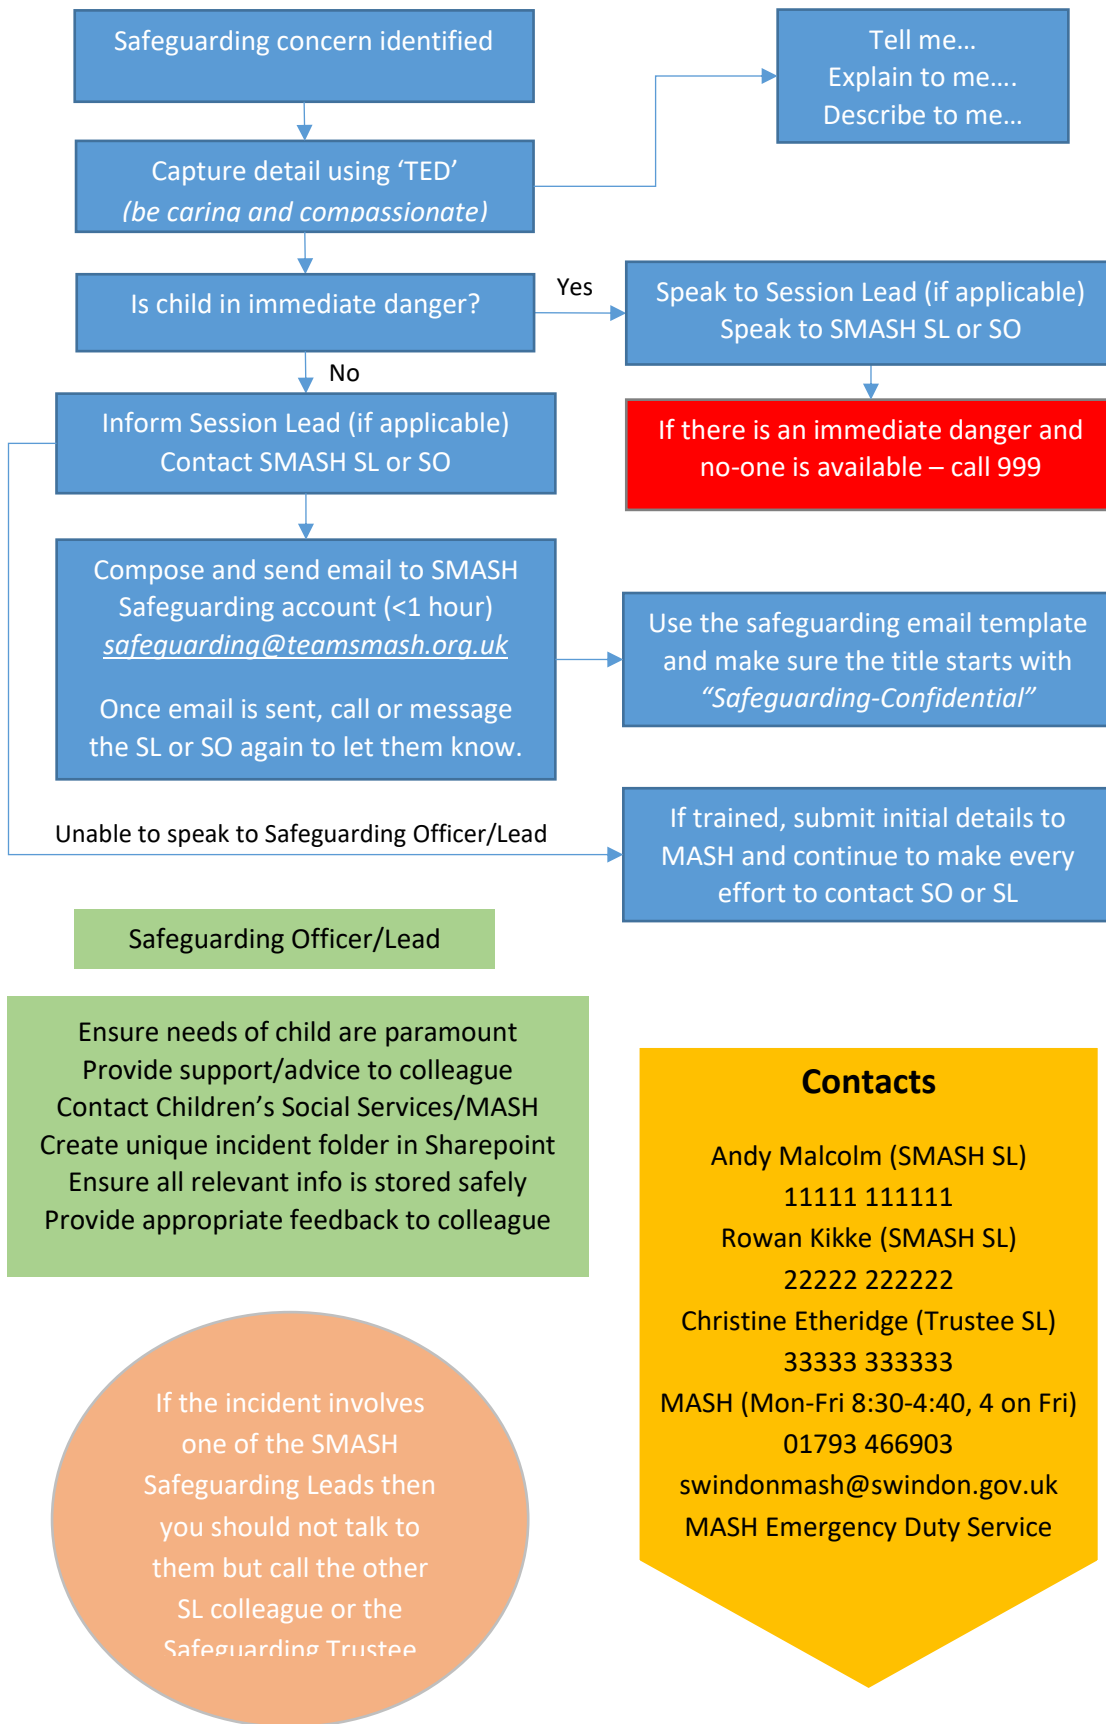 Safeguarding concern identified
Tell me…
Explain to me….
Describe to me…
Capture detail using ‘TED’
(be caring and compassionate)
Is child in immediate danger?
Yes
Speak to Session Lead (if applicable)
Speak to SMASH SL or SO
No
Inform Session Lead (if applicable)
Contact SMASH SL or SO
If there is an immediate danger and
no-one is available – call 999
Compose and send email to SMASH
Safeguarding account (<1 hour)
safeguarding@teamsmash.org.uk
Once email is sent, call or message
the SL or SO again to let them know.
Use the safeguarding email template
and make sure the title starts with
“Safeguarding-Confidential”
Unable to speak to Safeguarding Officer/Lead
If trained, submit initial details to
MASH and continue to make every
effort to contact SO or SL
Safeguarding Officer/Lead
Ensure needs of child are paramount
Provide support/advice to colleague
Contact Children’s Social Services/MASH
Create unique incident folder in Sharepoint
Ensure all relevant info is stored safely
Provide appropriate feedback to colleague
Contacts
Andy Malcolm (SMASH SL)
11111 111111
Rowan Kikke (SMASH SL)
22222 222222
Christine Etheridge (Trustee SL)
33333 333333
MASH (Mon-Fri 8:30-4:40, 4 on Fri)
01793 466903
swindonmash@swindon.gov.uk
MASH Emergency Duty Service
If the incident involves
one of the SMASH
Safeguarding Leads then
you should not talk to
them but call the other
SL colleague or the
Safeguarding Trustee